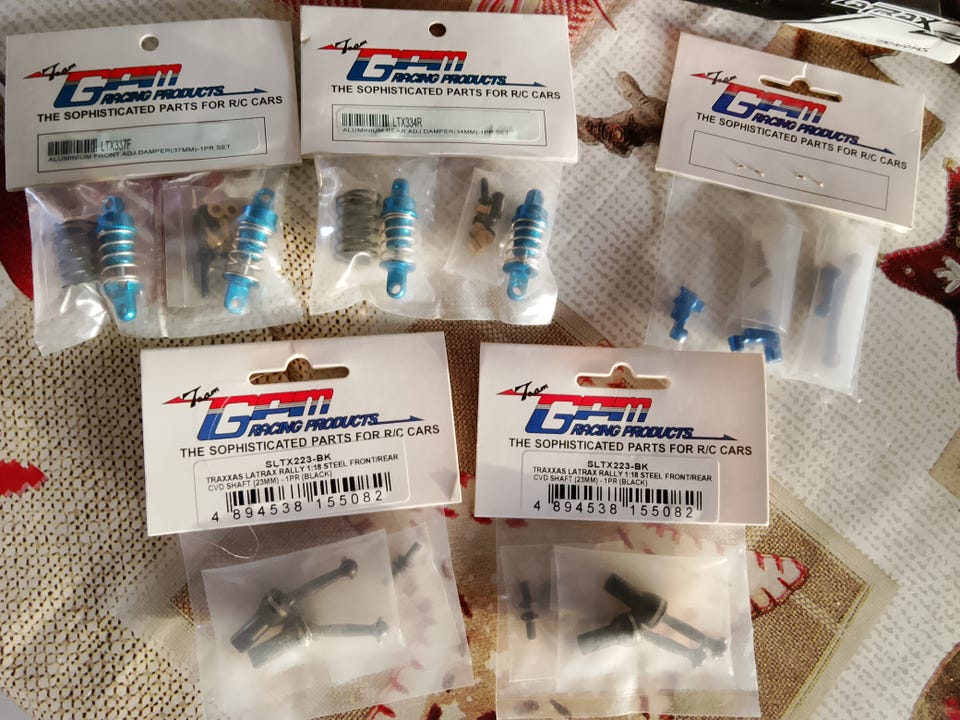 Team
GPM
RACING PRODUCTS
THE SOPHISTICATED PARTS FOR R/C CARS
LTX337F
ALUMINIUM FRONT ADJ.DAMPER(37MM)-1PR SET
Team
GPM
RACING PRODUCTS
THE SOPHISTICATED PARTS FOR R/C CARS
LTX334R
ALUMINIUM REAR ADJ.DAMPER(34MM)-1PR SET
Team
GPM
RACING PRODUCTS
THE SOPHISTICATED PARTS FOR R/C CARS
LaTRAX
Team
GPM
RACING PRODUCTS
THE SOPHISTICATED PARTS FOR R/C CARS
SLTX223-BK
TRAXXAS LATRAX RALLY 1:18 STEEL FRONT/REAR
CVD SHAFT (23MM) - 1PR (BLACK)
4 894538 155082
Team
GPM
RACING PRODUCTS
THE SOPHISTICATED PARTS FOR R/C CARS
SLTX223-BK
TRAXXAS LATRAX RALLY 1:18 STEEL FRONT/REAR
CVD SHAFT (23MM) - 1PR (BLACK)
4 894538 155082